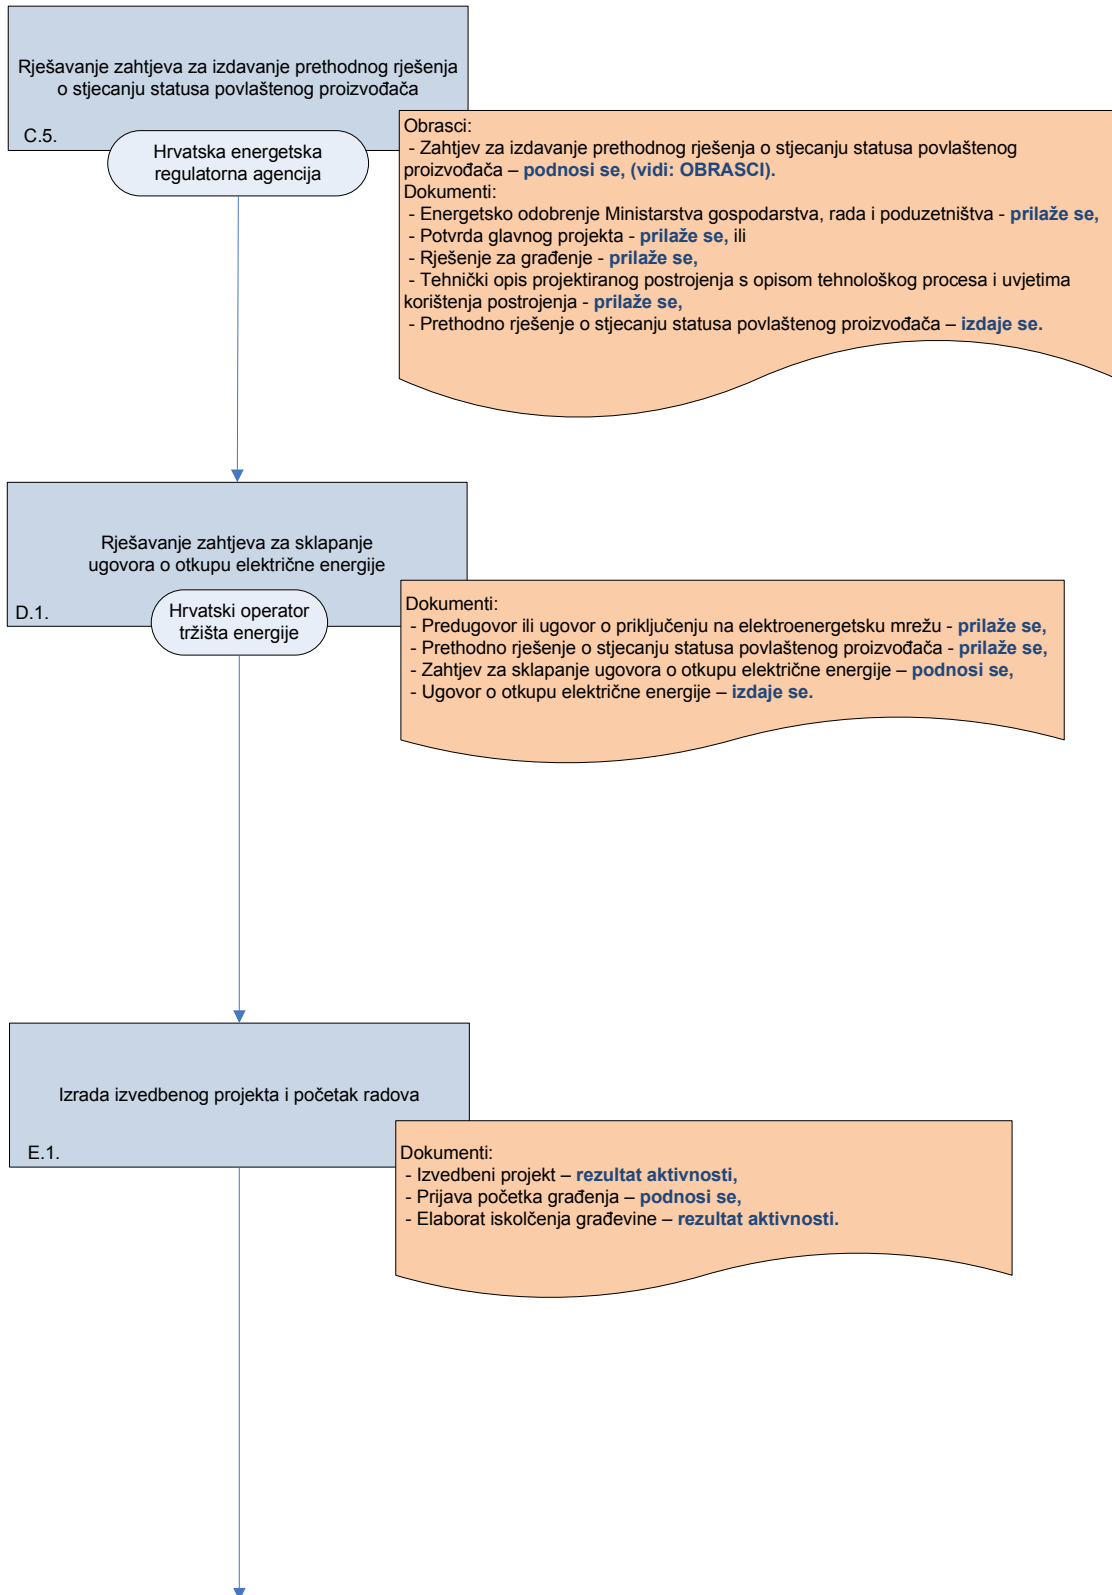 Rješavanje zahtjeva za izdavanje prethodnog rješenja
o stjecanju statusa povlaštenog proizvođača
C.5.
Hrvatska energetska
regulatorna agencija
Obrasci:
- Zahtjev za izdavanje prethodnog rješenja o stjecanju statusa povlaštenog
proizvođača – podnosi se, (vidi: OBRASCI).
Dokumenti:
- Energetsko odobrenje Ministarstva gospodarstva, rada i poduzetništva - prilaže se,
- Potvrda glavnog projekta - prilaže se, ili
- Rješenje za građenje - prilaže se,
- Tehnički opis projektiranog postrojenja s opisom tehnološkog procesa i uvjetima
korištenja postrojenja - prilaže se,
- Prethodno rješenje o stjecanju statusa povlaštenog proizvođača – izdaje se.
Rješavanje zahtjeva za sklapanje
ugovora o otkupu električne energije
D.1.
Hrvatski operator
tržišta energije
Dokumenti:
- Predugovor ili ugovor o priključenju na elektroenergetsku mrežu - prilaže se,
- Prethodno rješenje o stjecanju statusa povlaštenog proizvođača - prilaže se,
- Zahtjev za sklapanje ugovora o otkupu električne energije – podnosi se,
- Ugovor o otkupu električne energije – izdaje se.
Izrada izvedbenog projekta i početak radova
E.1.
Dokumenti:
- Izvedbeni projekt – rezultat aktivnosti,
- Prijava početka građenja – podnosi se,
- Elaborat iskolčenja građevine – rezultat aktivnosti.